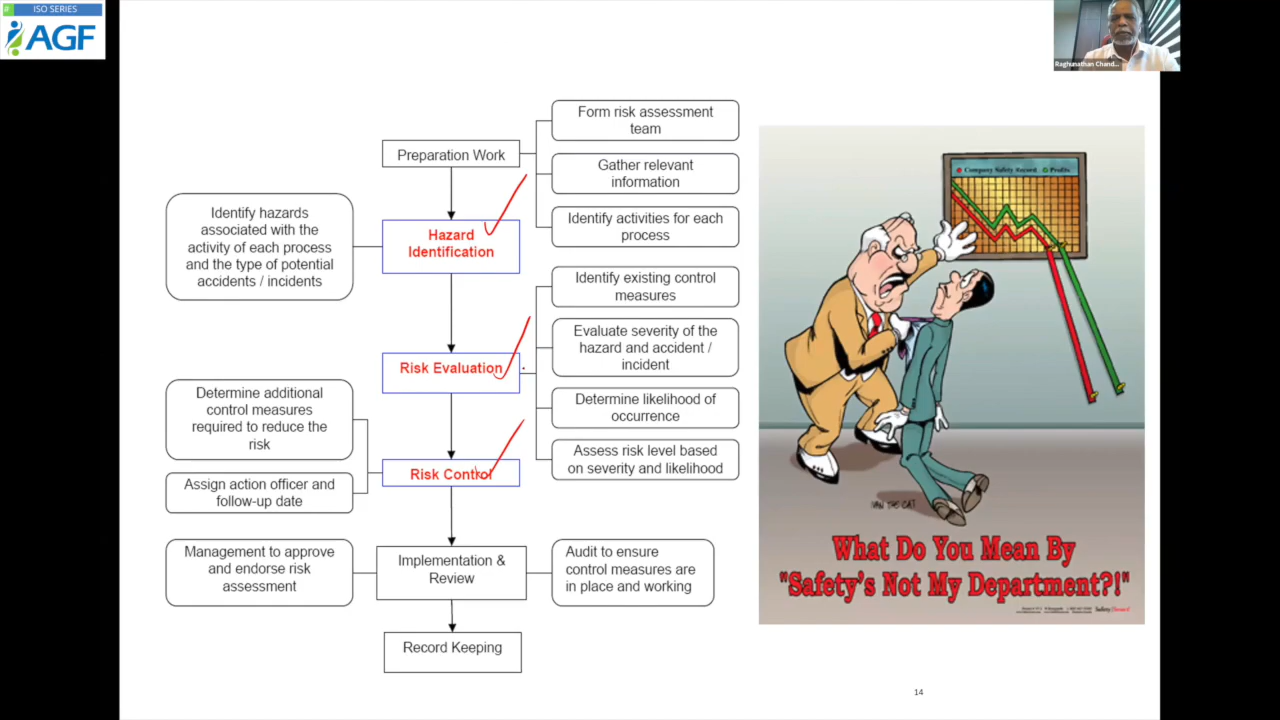 # ISO SERIES
AGF
Raghunathan Chand...
Form risk assessment
team
Preparation Work
Gather relevant
information
Identify activities for each
process
Identify hazards
associated with the
activity of each process
and the type of potential
accidents / incidents
Hazard
Identification
Identify existing control
measures
Evaluate severity of the
hazard and accident /
incident
Risk Evaluation
Determine likelihood of
occurrence
Assess risk level based
on severity and likelihood
Determine additional
control measures
required to reduce the
risk
Risk Control
Assign action officer and
follow-up date
Management to approve
and endorse risk
assessment
Implementation &
Review
Audit to ensure
control measures are
in place and working
Record Keeping
Company Safety Record Profits
What Do You Mean By
"Safety's Not My Department?!"
14